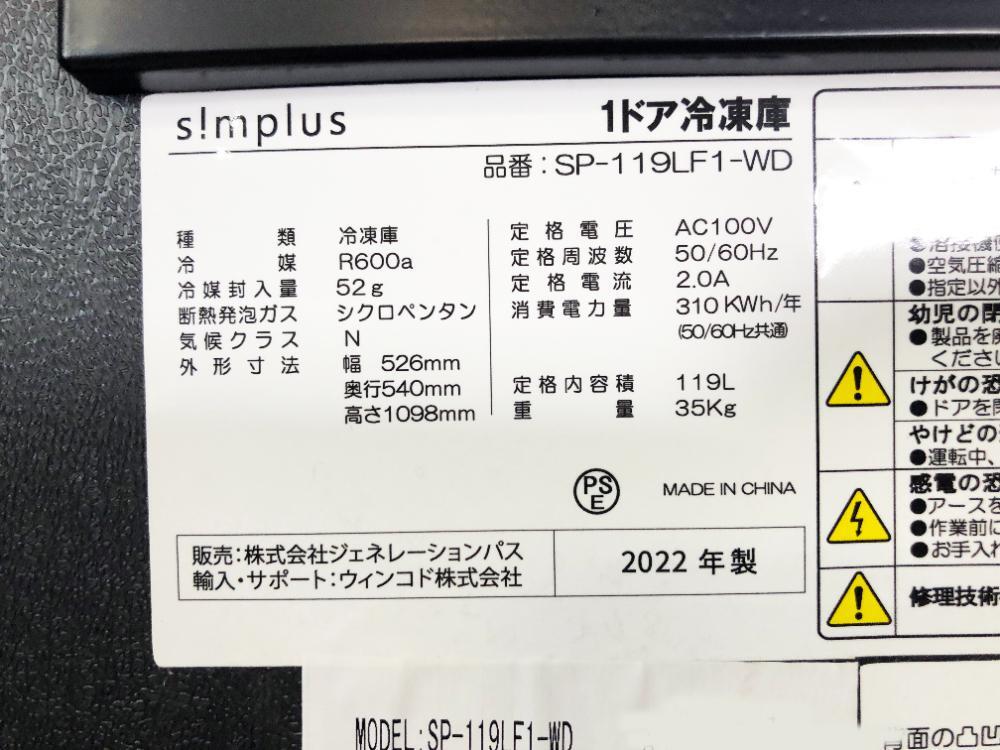 s!mplus
1ドア冷凍庫
品番：SP-119LF1-WD
種類 冷凍庫
冷媒 R600a
冷媒封入量 52g
断熱発泡ガス シクロペンタン
気候クラス N
外形寸法 幅 526mm
奥行540mm
高さ1098mm
定格電圧 AC100V
定格周波数 50/60Hz
定格電流 2.0A
消費電力量 310KWh/年
(50/60Hz共通)
定格内容積 119L
重量 35Kg
PS
E
MADE IN CHINA
販売：株式会社ジェネレーションパス
輸入・サポート：ウィンコド株式会社
2022年製
●空気圧縮
●指定以外
幼児の閉
●製品を
くださ
けがの恐
●ドアを
やけどの
●運転中、
感電の恐
●アースを
●作業前に
●お手入れ
修理技術
MODEL:SP-119LF1-WD
面の凸凹